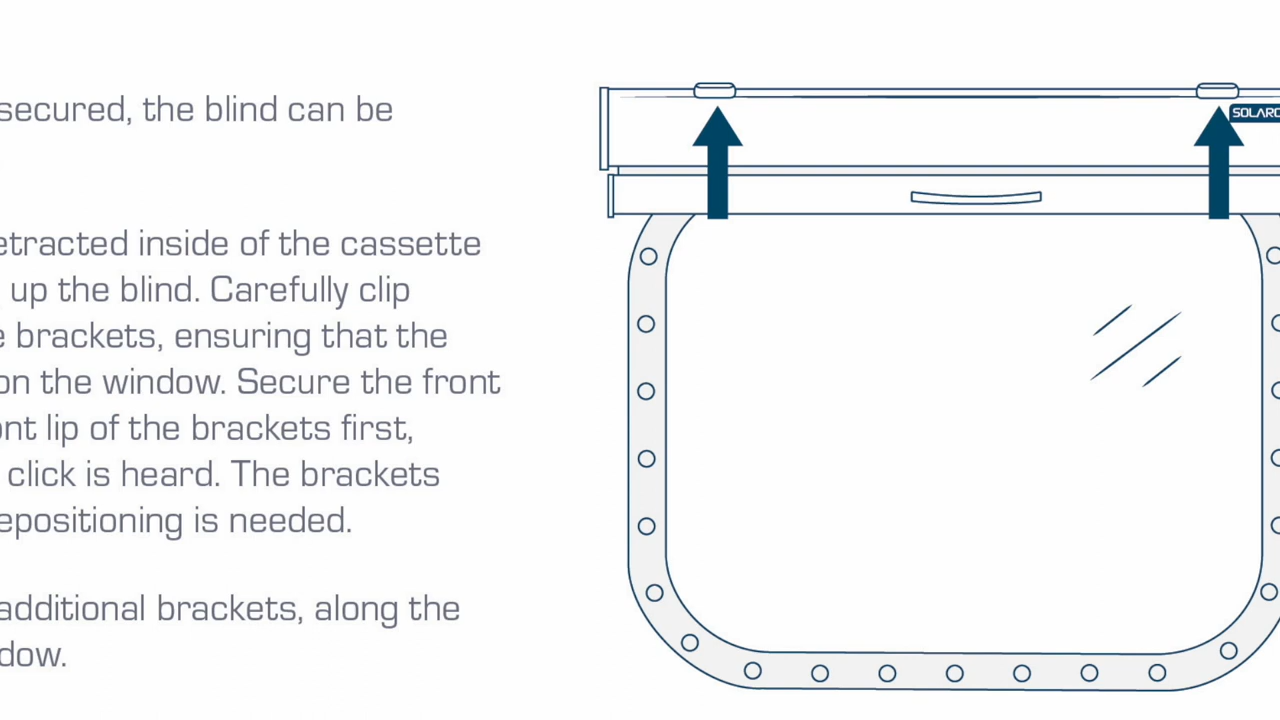 secured, the blind can be
etracted inside of the cassette
up the blind. Carefully clip
e brackets, ensuring that the
on the window. Secure the front
ont lip of the brackets first,
click is heard. The brackets
epositioning is needed.
additional brackets, along the
dow.
SOLARG